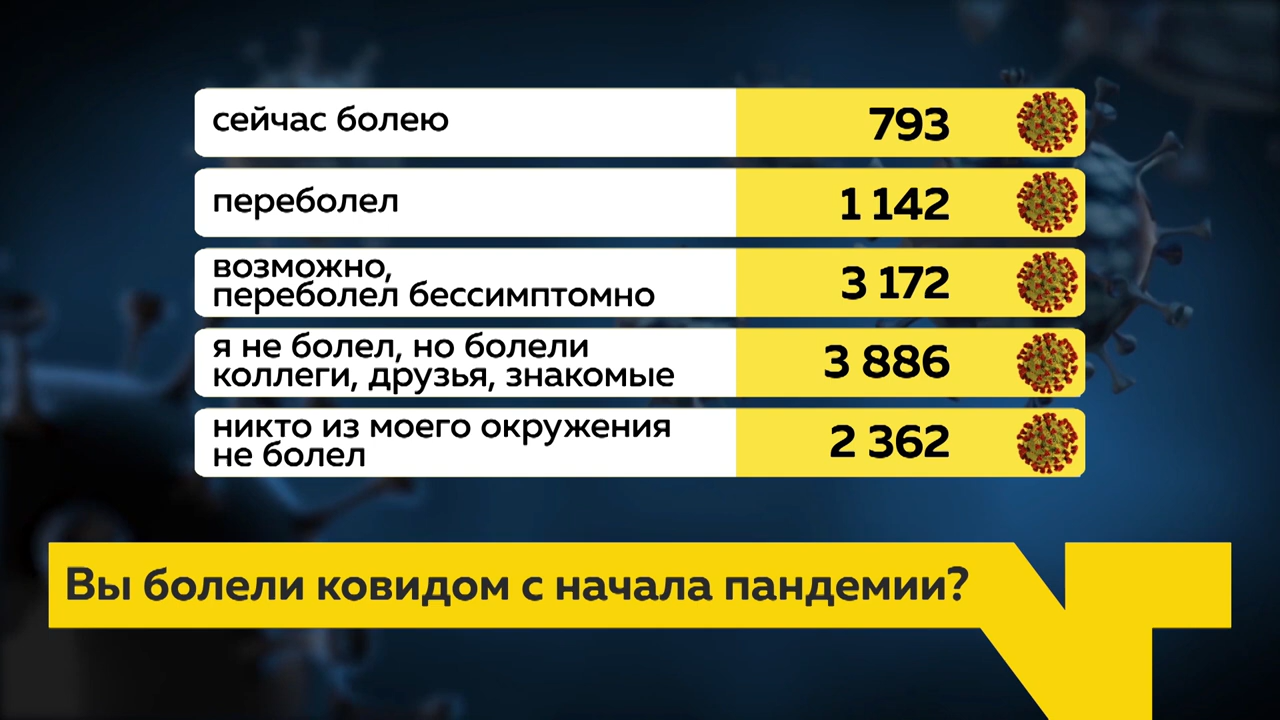 сейчас болею
793
переболел
1 142
возможно,
переболел бессимптомно
3 172
я не болел, но болели
коллеги, друзья, знакомые
3 886
никто из моего окружения
не болел
2 362
Вы болели ковидом с начала пандемии?